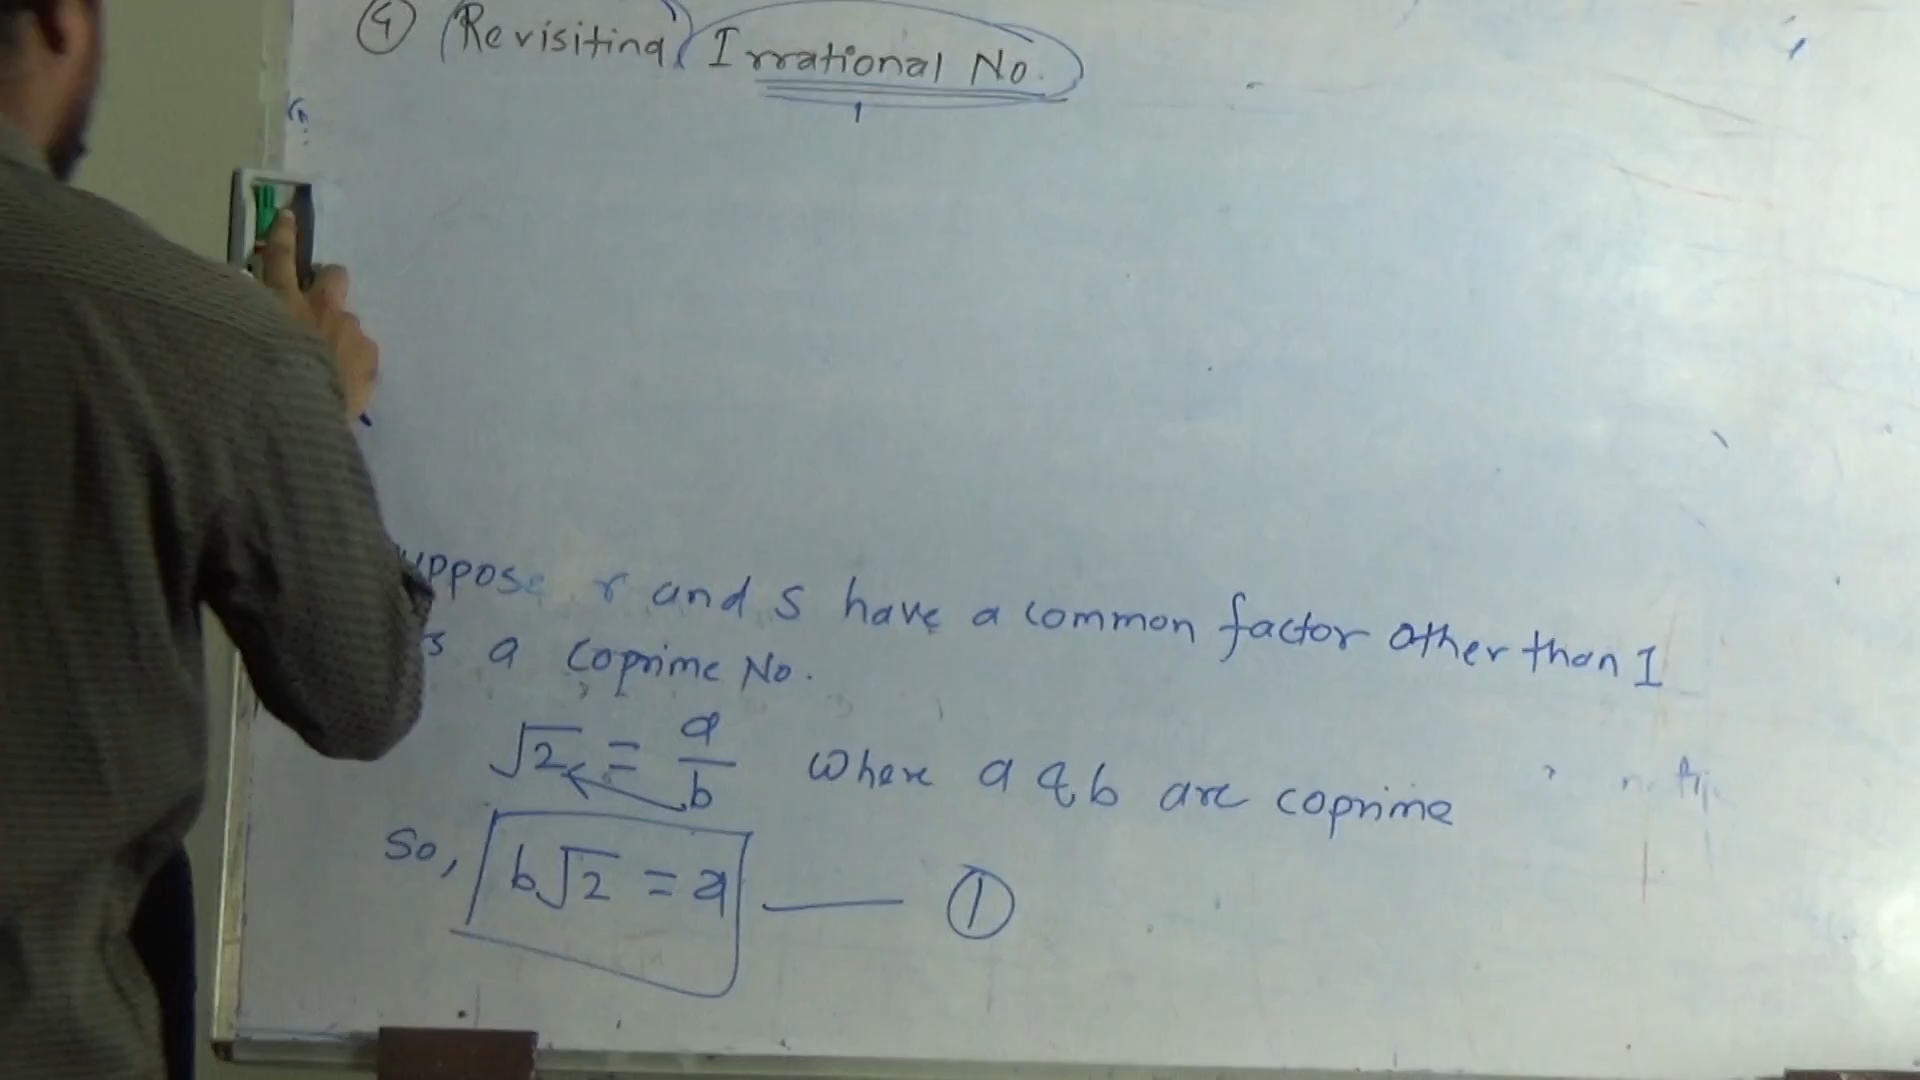 ④ Revisiting Irrational No.
uppose r and s have a common factor other than 1
s a coprime No.
√2 = a/b where a & b are coprime
So, b√2 = a —— ①